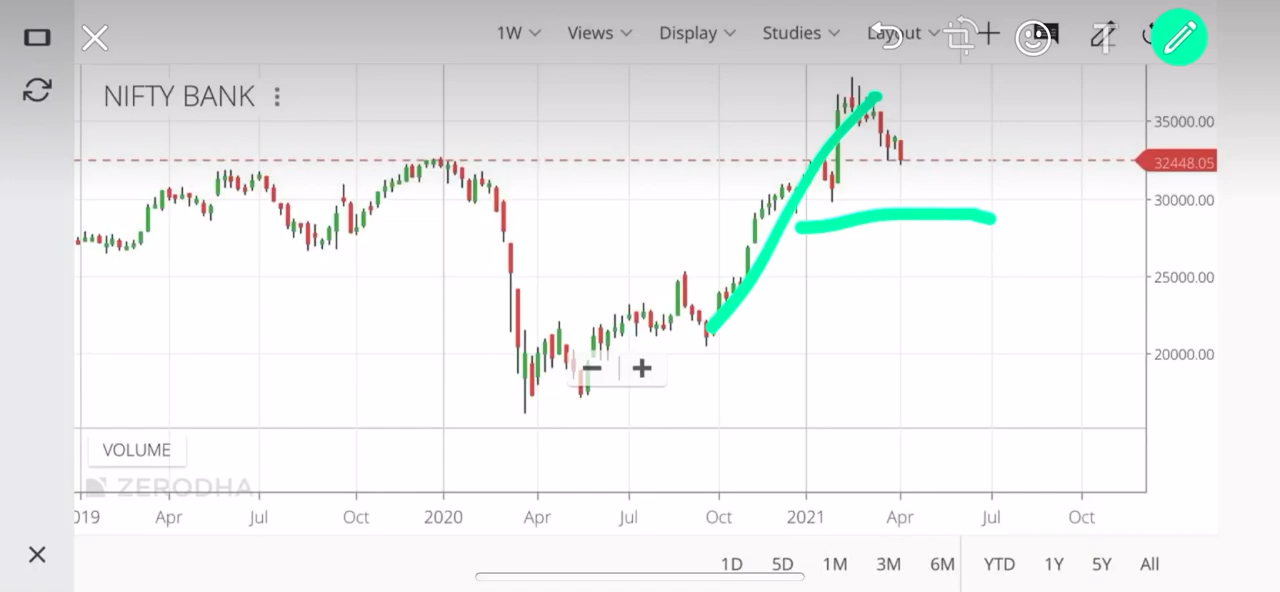 1W Views Display Studies Layout
NIFTY BANK
35000.00
32448.05
30000.00
25000.00
20000.00
VOLUME
ZERODHA
019 Apr Jul Oct 2020 Apr Jul Oct 2021 Apr Jul Oct
1D 5D 1M 3M 6M YTD 1Y 5Y All